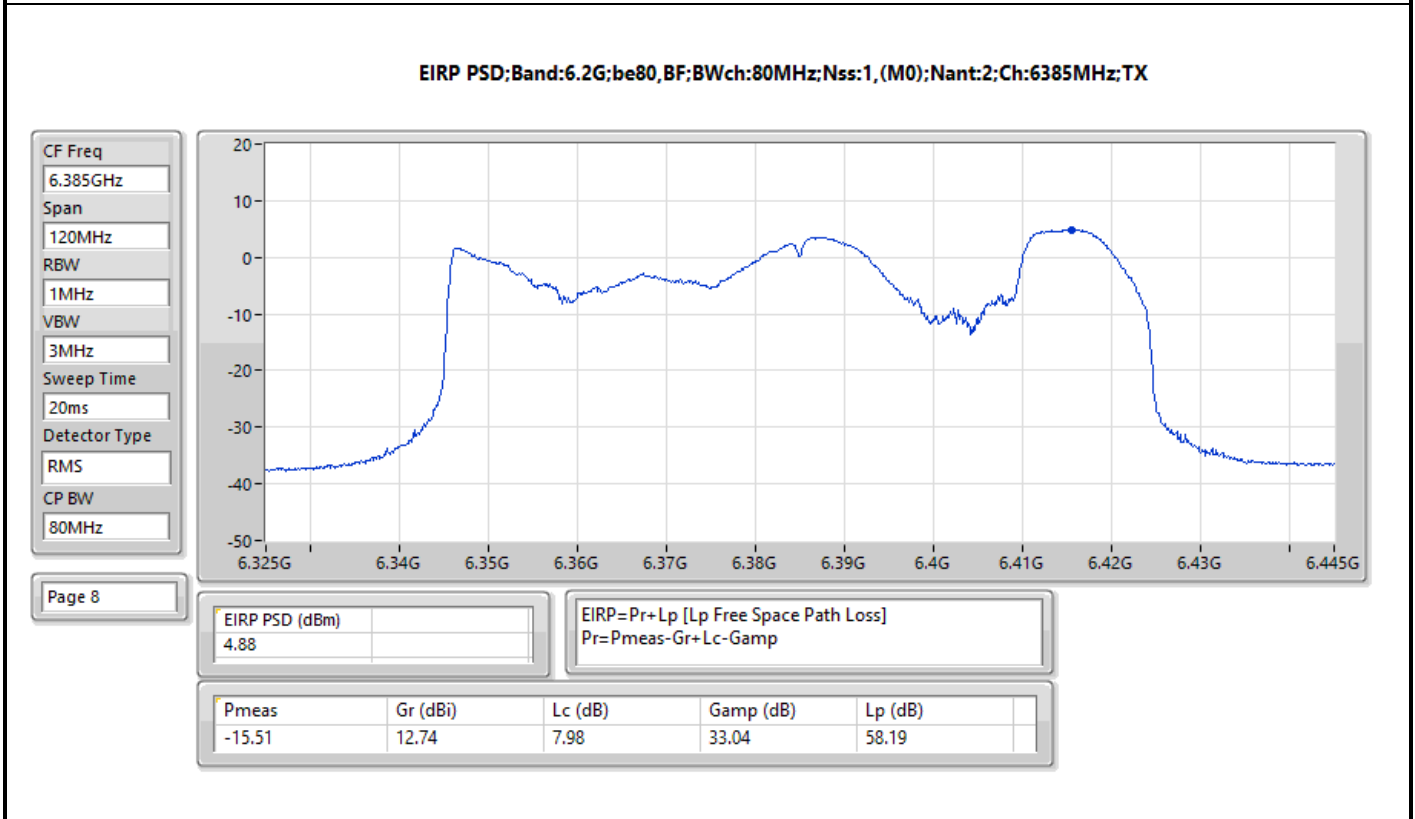 EIRP PSD;Band:6.2G;be80,BF;BWch:80MHz;Nss:1,(M0);Nant:2;Ch:6385MHz;TX
CF Freq
6.385GHz
Span
120MHz
RBW
1MHz
VBW
3MHz
Sweep Time
20ms
Detector Type
RMS
CP BW
80MHz
Page 8
20
10
0
-10
-20
-30
-40
-50
6.325G 6.34G 6.35G 6.36G 6.37G 6.38G 6.39G 6.4G 6.41G 6.42G 6.43G 6.445G
EIRP PSD (dBm)
4.88
EIRP=Pr+Lp [Lp Free Space Path Loss]
Pr=Pmeas-Gr+Lc-Gamp
Pmeas Gr (dBi) Lc (dB) Gamp (dB) Lp (dB)
-15.51 12.74 7.98 33.04 58.19